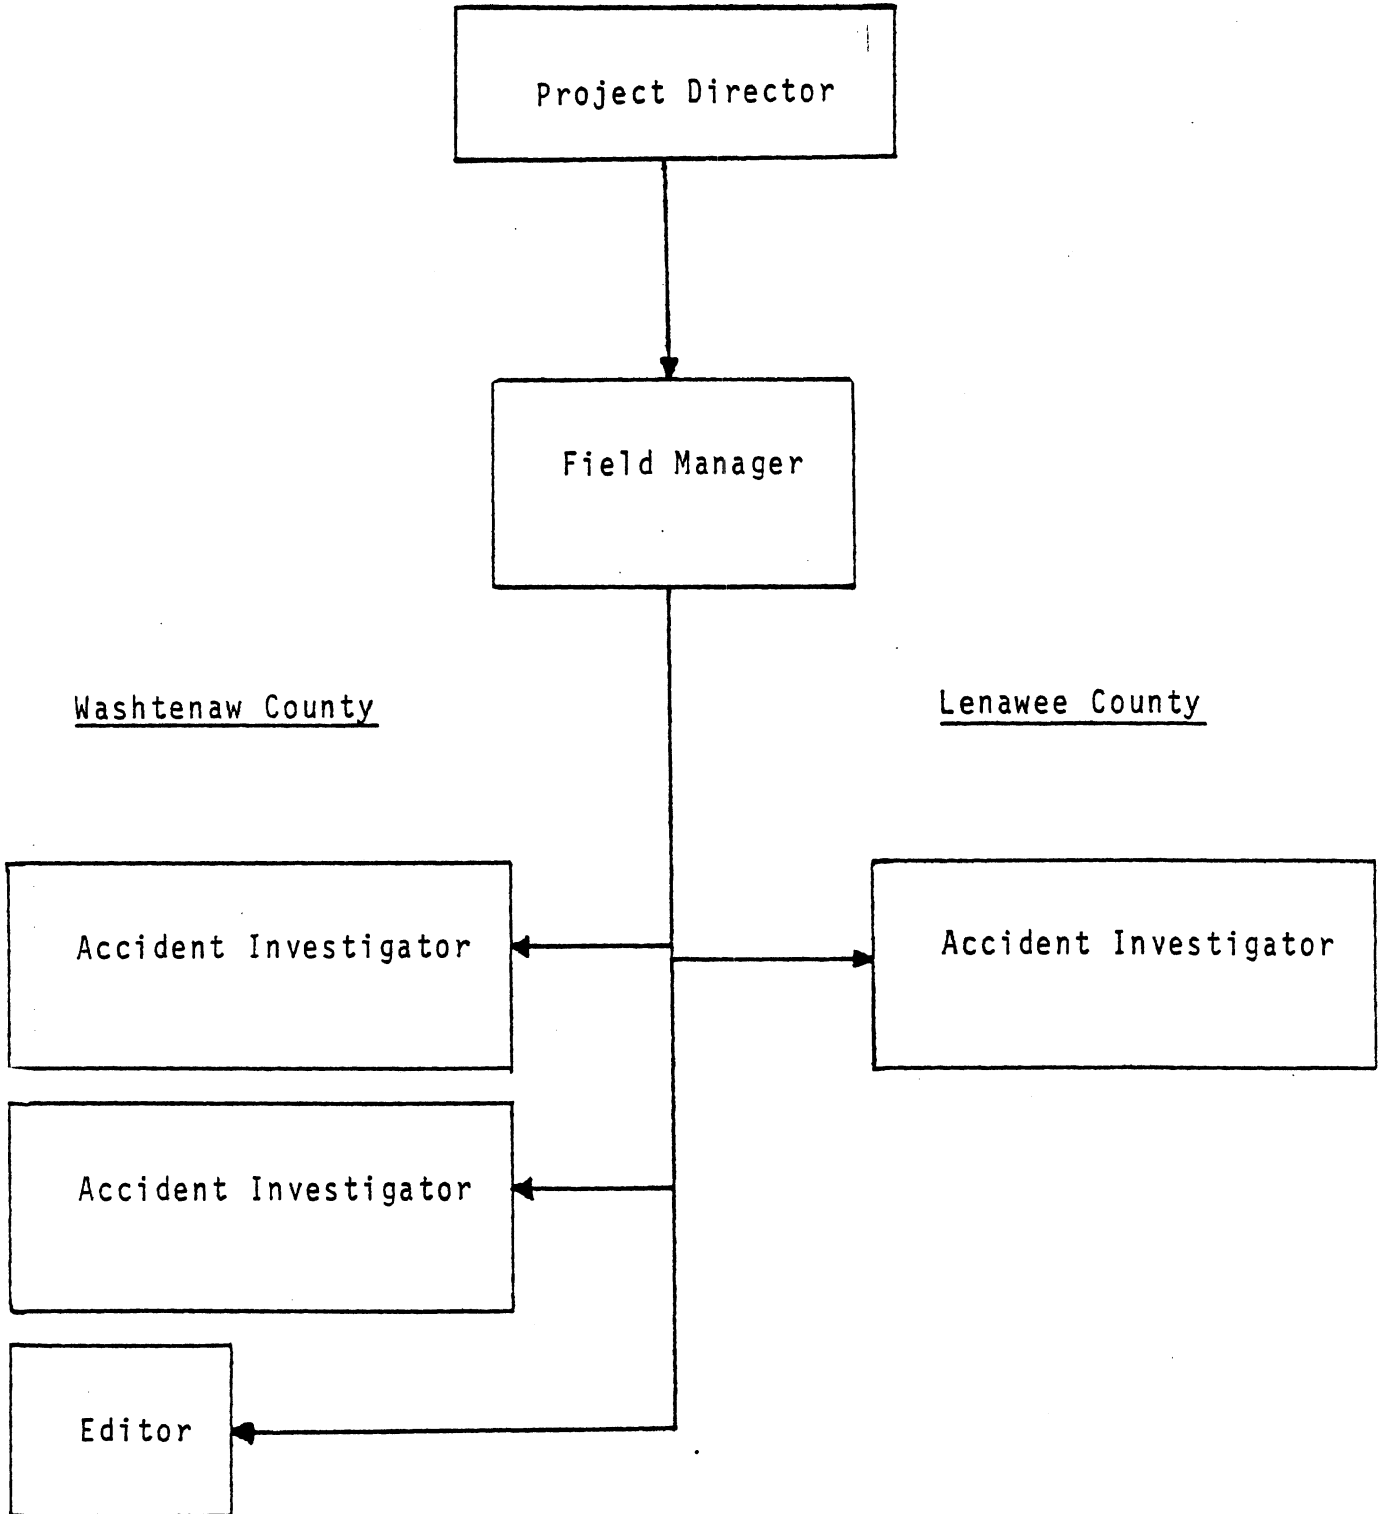 Project Director
Field Manager
Washtenaw County
Lenawee County
Accident Investigator
Accident Investigator
Accident Investigator
Editor